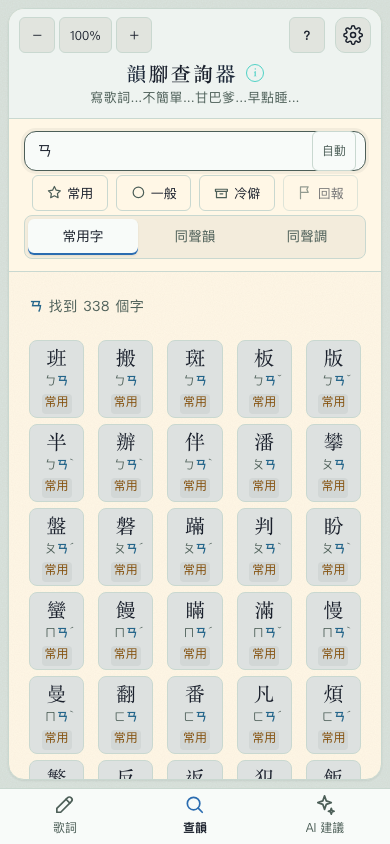 − 100% + ?
韻腳查詢器
寫歌詞...不簡單...甘巴爹...早點睡...
ㄢ 自動
常用 一般 冷僻 回報
常用字 同聲韻 同聲調
ㄢ 找到 338 個字
班 搬 斑 板 版
ㄅㄢ ㄅㄢ ㄅㄢ ㄅㄢˇ ㄅㄢˇ
常用 常用 常用 常用 常用
半 辦 伴 潘 攀
ㄅㄢˋ ㄅㄢˋ ㄅㄢˋ ㄆㄢ ㄆㄢ
常用 常用 常用 常用 常用
盤 磐 蹣 判 盼
ㄆㄢˊ ㄆㄢˊ ㄆㄢˊ ㄆㄢˋ ㄆㄢˋ
常用 常用 常用 常用 常用
蠻 饅 瞞 滿 慢
ㄇㄢˊ ㄇㄢˊ ㄇㄢˊ ㄇㄢˇ ㄇㄢˋ
常用 常用 常用 常用 常用
曼 翻 番 凡 煩
ㄇㄢˋ ㄈㄢ ㄈㄢ ㄈㄢˊ ㄈㄢˊ
常用 常用 常用 常用 常用
繁 反 返 犯 飯
歌詞 查韻 AI 建議